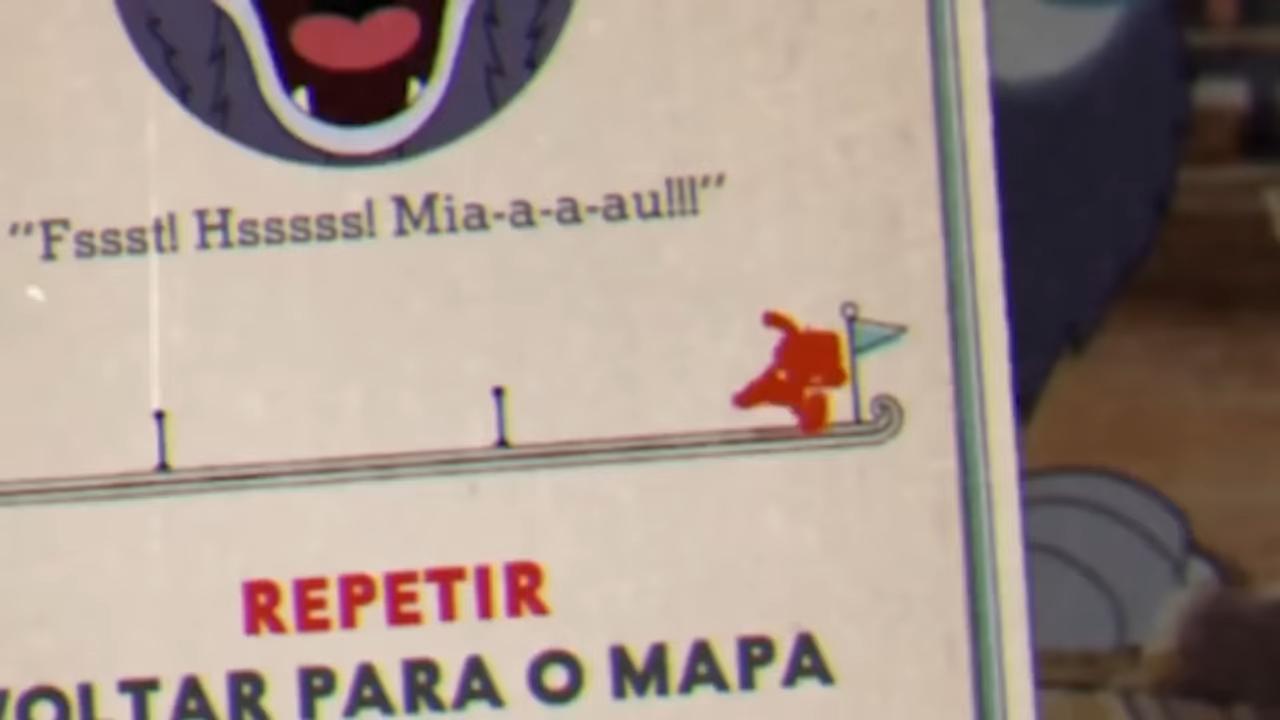 “Fssst! Hsssss! Mia-a-a-au!!!”
REPETIR
VOLTAR PARA O MAPA